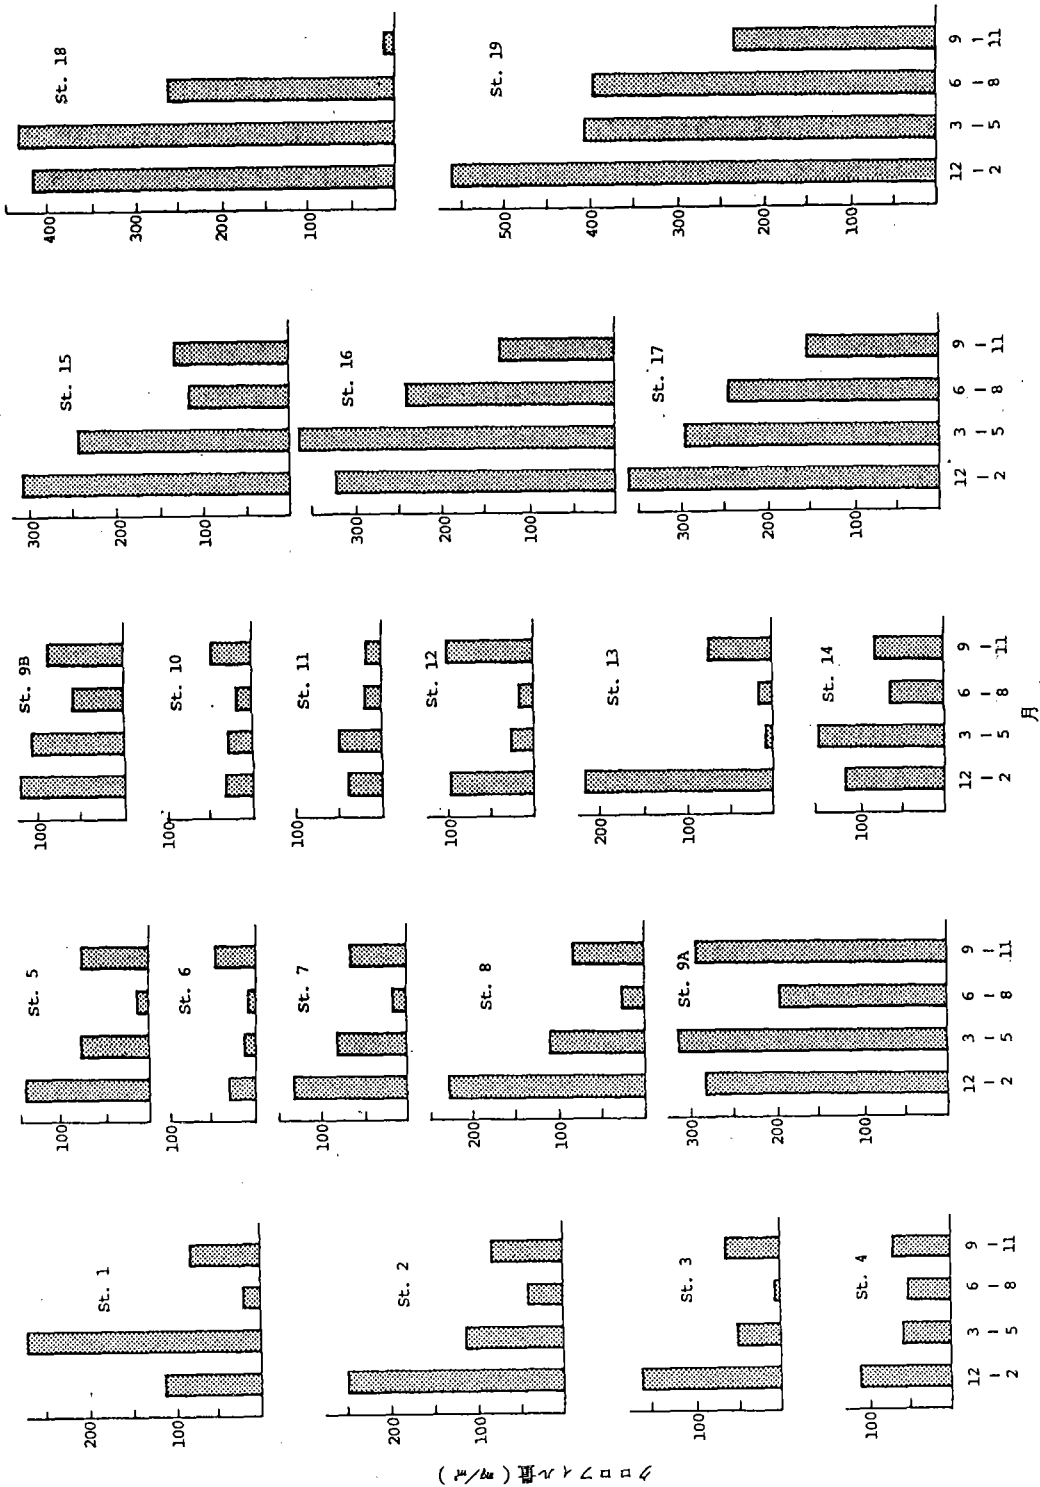 クロロフィル量(mg/㎡)
St. 1
200
100
St. 2
200
100
St. 3
100
St. 4
100
12 3 6 9
| | | |
2 5 8 11
St. 5
100
St. 6
100
St. 7
100
St. 8
200
100
St. 9A
300
200
100
12 3 6 9
| | | |
2 5 8 11
St. 9B
100
St. 10
100
St. 11
100
St. 12
100
St. 13
200
100
St. 14
100
12 3 6 9
| | | |
2 5 8 11
月
St. 15
300
200
100
St. 16
300
200
100
St. 17
300
200
100
12 3 6 9
| | | |
2 5 8 11
St. 18
400
300
200
100
St. 19
500
400
300
200
100
12 3 6 9
| | | |
2 5 8 11